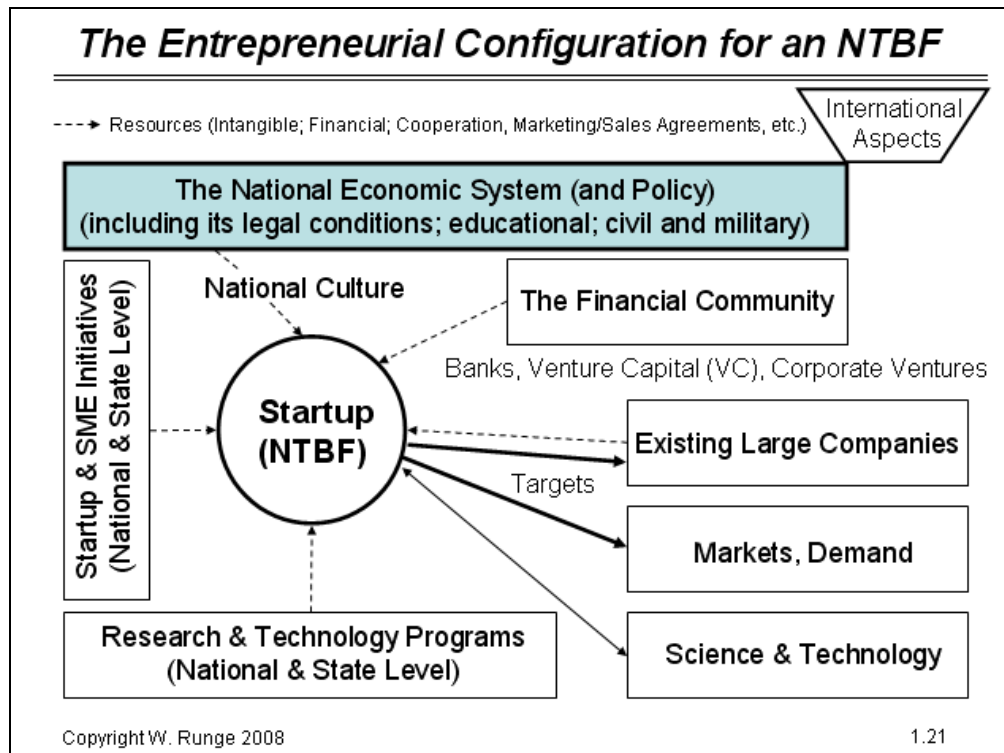 The Entrepreneurial Configuration for an NTBF
Resources (Intangible; Financial; Cooperation, Marketing/Sales Agreements, etc.)
International
Aspects
The National Economic System (and Policy)
(including its legal conditions; educational; civil and military)
Startup & SME Initiatives
(National & State Level)
National Culture
The Financial Community
Banks, Venture Capital (VC), Corporate Ventures
Startup
(NTBF)
Existing Large Companies
Targets
Markets, Demand
Research & Technology Programs
(National & State Level)
Science & Technology
Copyright W. Runge 2008
1.21